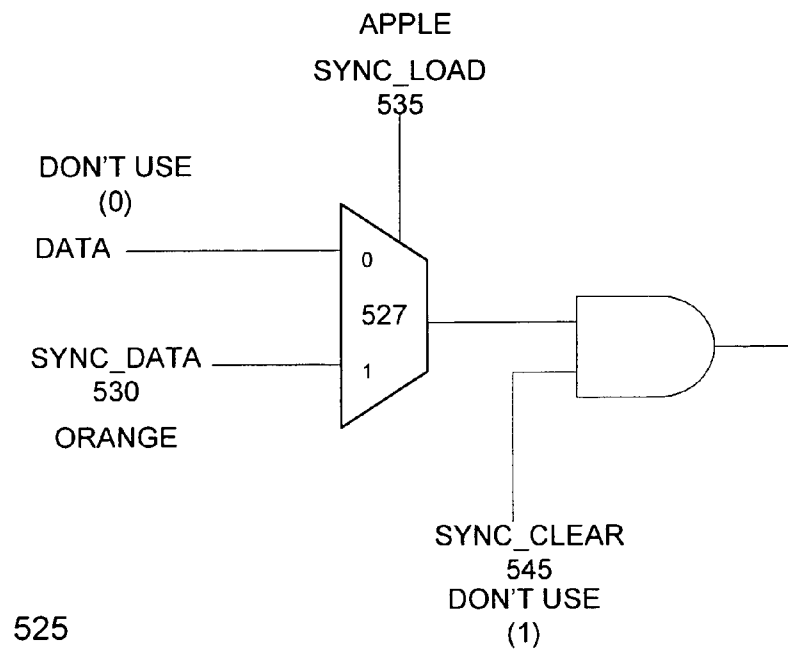 APPLE
SYNC_LOAD
535
DON'T USE
(0)
DATA
0
527
SYNC_DATA
530
1
ORANGE
SYNC_CLEAR
545
DON'T USE
(1)
525